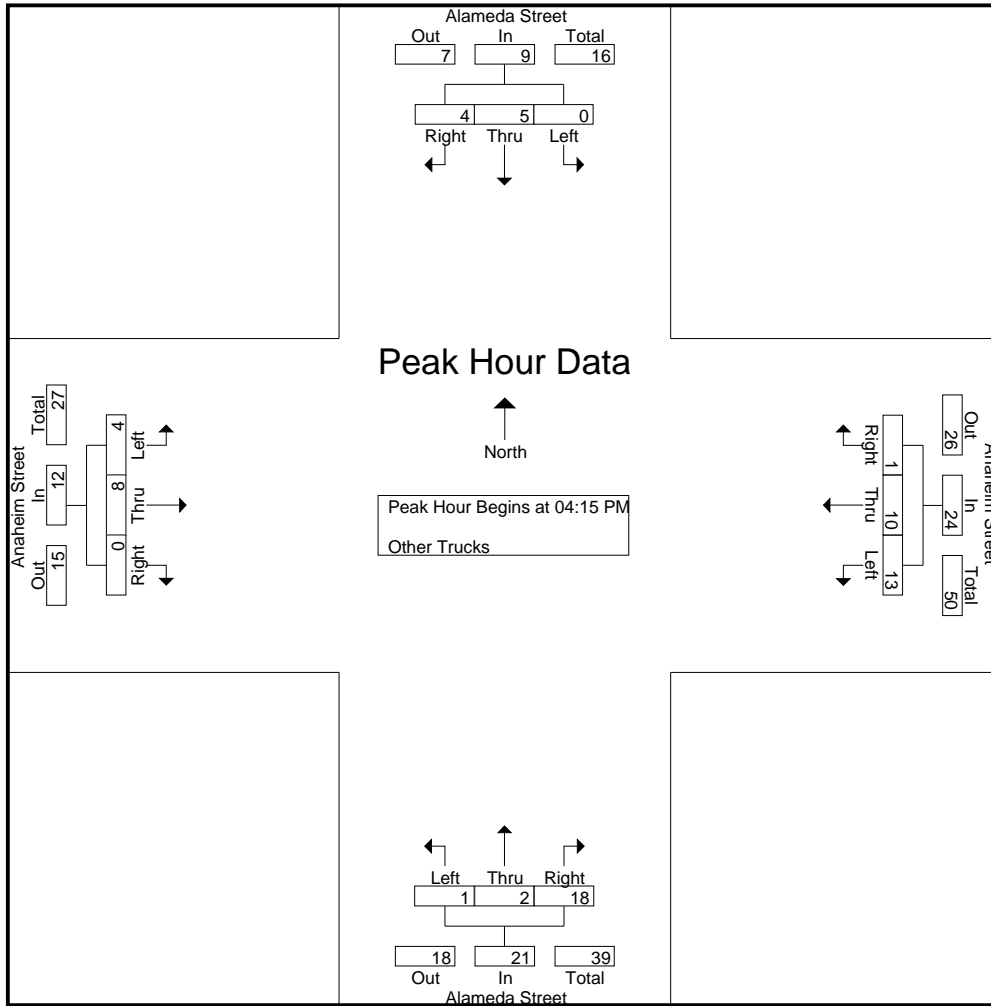 Alameda Street
Out In Total
7 9 16
4 5 0
Right Thru Left
Peak Hour Data
North
Peak Hour Begins at 04:15 PM
Other Trucks
Anaheim Street
Out In Total
15 12 27
Left Thru Right
4 8 0
Anaheim Street
Out In Total
26 24 50
Right Thru Left
1 10 13
Left Thru Right
1 2 18
18 21 39
Out In Total
Alameda Street